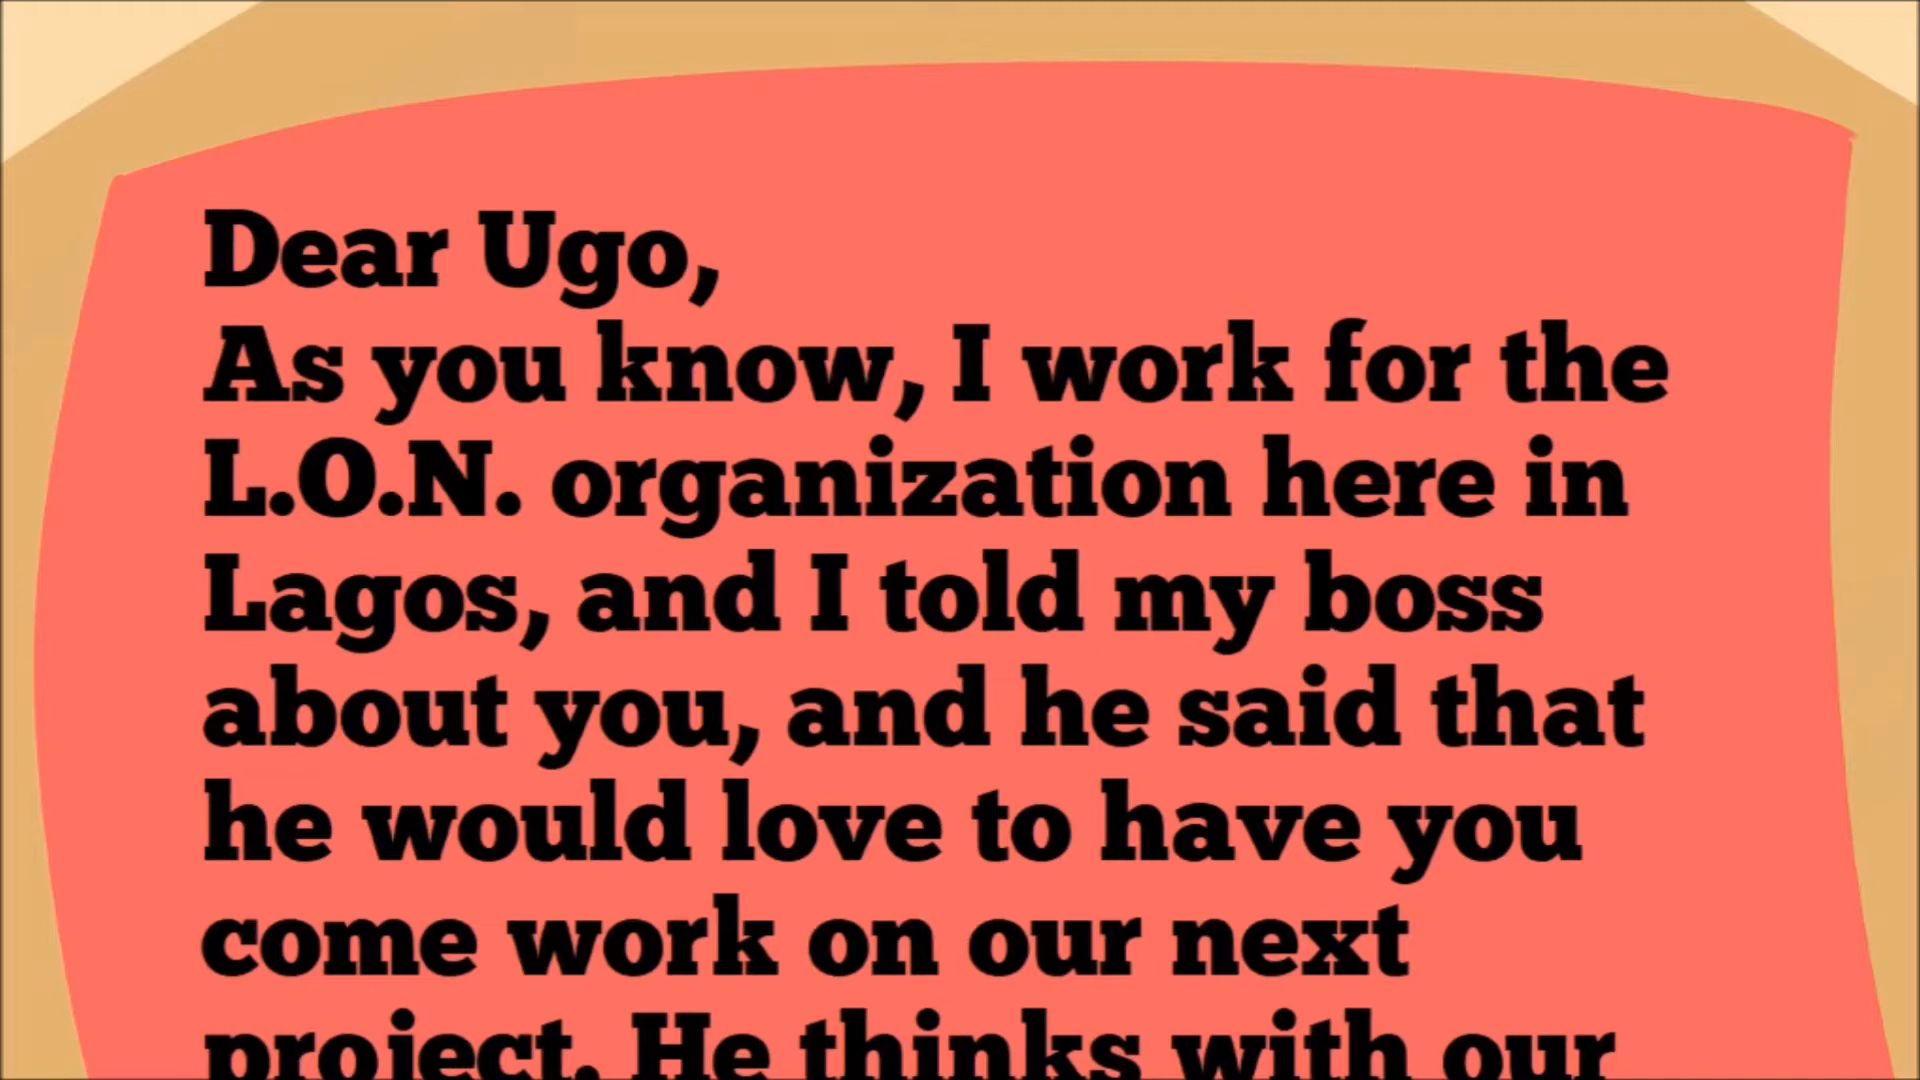 Dear Ugo,
As you know, I work for the
L.O.N. organization here in
Lagos, and I told my boss
about you, and he said that
he would love to have you
come work on our next
project. He thinks with our